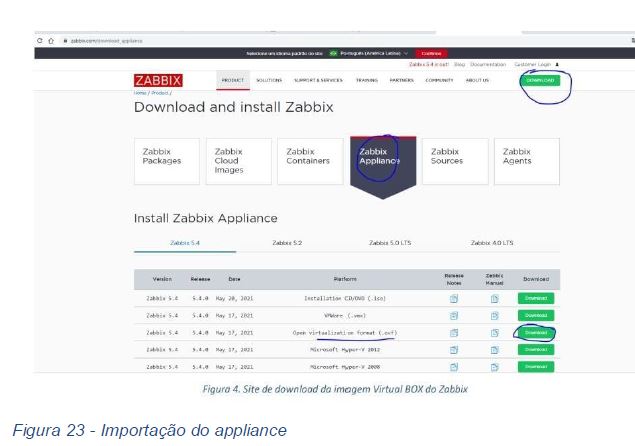 zabbix.com/download_appliance
Selecione um idioma padrão do site Português (América Latina) Continue
Zabbix 5.4 is out! Blog Documentation Customer Login
ZABBIX PRODUCT SOLUTIONS SUPPORT & SERVICES TRAINING PARTNERS COMMUNITY ABOUT US DOWNLOAD
Home / Product /
Download and install Zabbix
Zabbix Packages
Zabbix Cloud Images
Zabbix Containers
Zabbix Appliance
Zabbix Sources
Zabbix Agents
Install Zabbix Appliance
Zabbix 5.4 Zabbix 5.2 Zabbix 5.0 LTS Zabbix 4.0 LTS
Version Release Date Platform Release Notes Zabbix Manual Download
Zabbix 5.4 5.4.0 May 20, 2021 Installation CD/DVD (.iso) Download
Zabbix 5.4 5.4.0 May 17, 2021 VMWare (.vmx) Download
Zabbix 5.4 5.4.0 May 17, 2021 Open virtualization format (.ovf) Download
Zabbix 5.4 5.4.0 May 17, 2021 Microsoft Hyper-V 2012 Download
Zabbix 5.4 5.4.0 May 17, 2021 Microsoft Hyper-V 2008 Download
Figura 4. Site de download da imagem Virtual BOX do Zabbix
Figura 23 - Importação do appliance